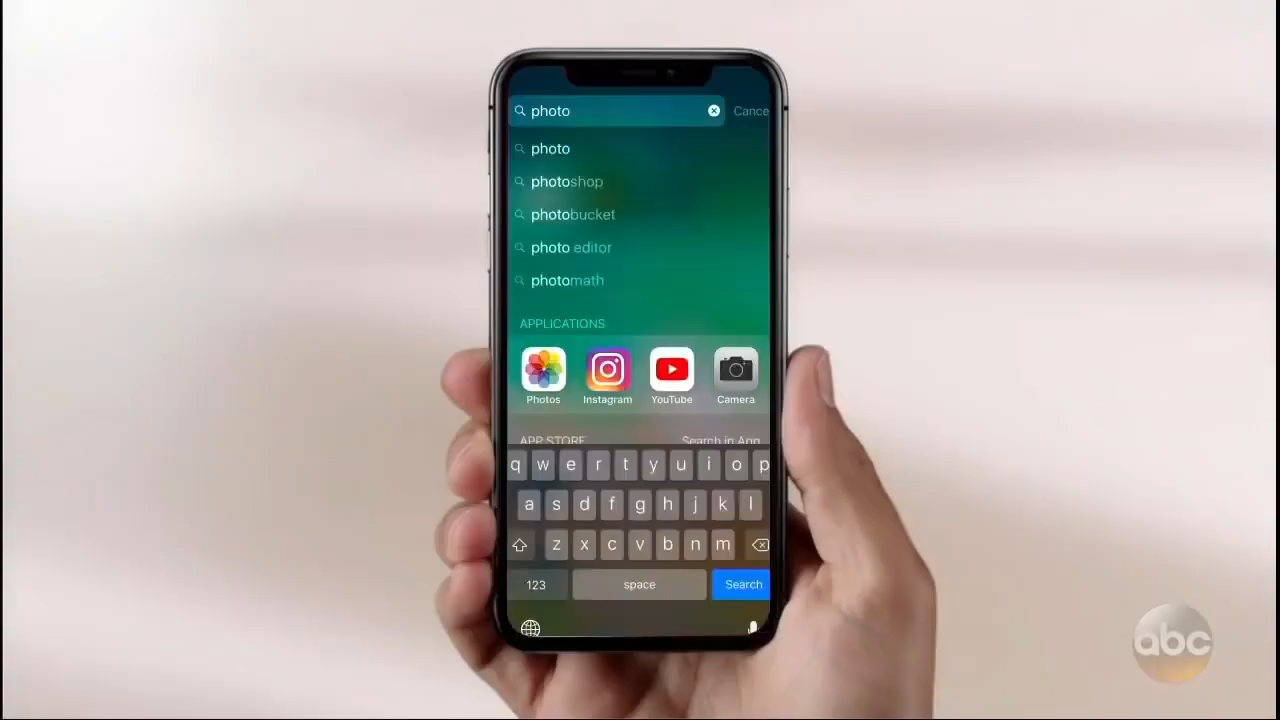 photo
Cance
photo
photoshop
photobucket
photo editor
photomath
APPLICATIONS
Photos Instagram YouTube Camera
APP STORE Search in App
q w e r t y u i o p
a s d f g h j k l
z x c v b n m
123 space Search
abc